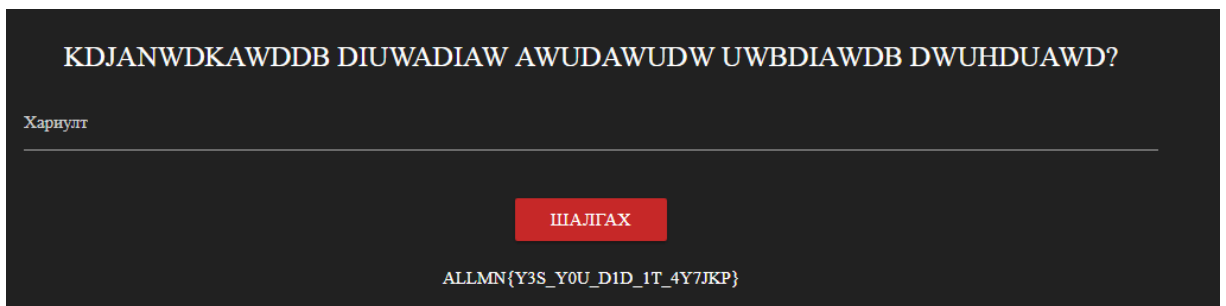 KDJANWDKAWDDB DIUWADIAW AWUDAWUDW UWBDIAWDB DWUHDUAWD?
Хариулт
ШАЛГАХ
ALLMN{Y3S_Y0U_D1D_1T_4Y7JKP}